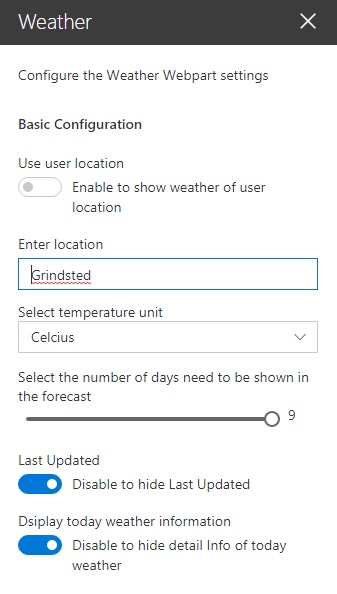 Weather
Configure the Weather Webpart settings
Basic Configuration
Use user location
Enable to show weather of user
location
Enter location
Grindsted
Select temperature unit
Celcius
Select the number of days need to be shown in
the forecast
9
Last Updated
Disable to hide Last Updated
Dsiplay today weather information
Disable to hide detail Info of today
weather